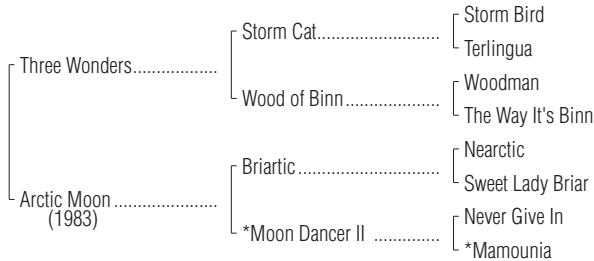 Storm Bird
Storm Cat..............................
Terlingua
Three Wonders....................
Woodman
Wood of Binn.......................
The Way It's Binn
Nearctic
Briartic...................................
Sweet Lady Briar
Arctic Moon........................
(1983)
Never Give In
*Moon Dancer II ................
*Mamounia